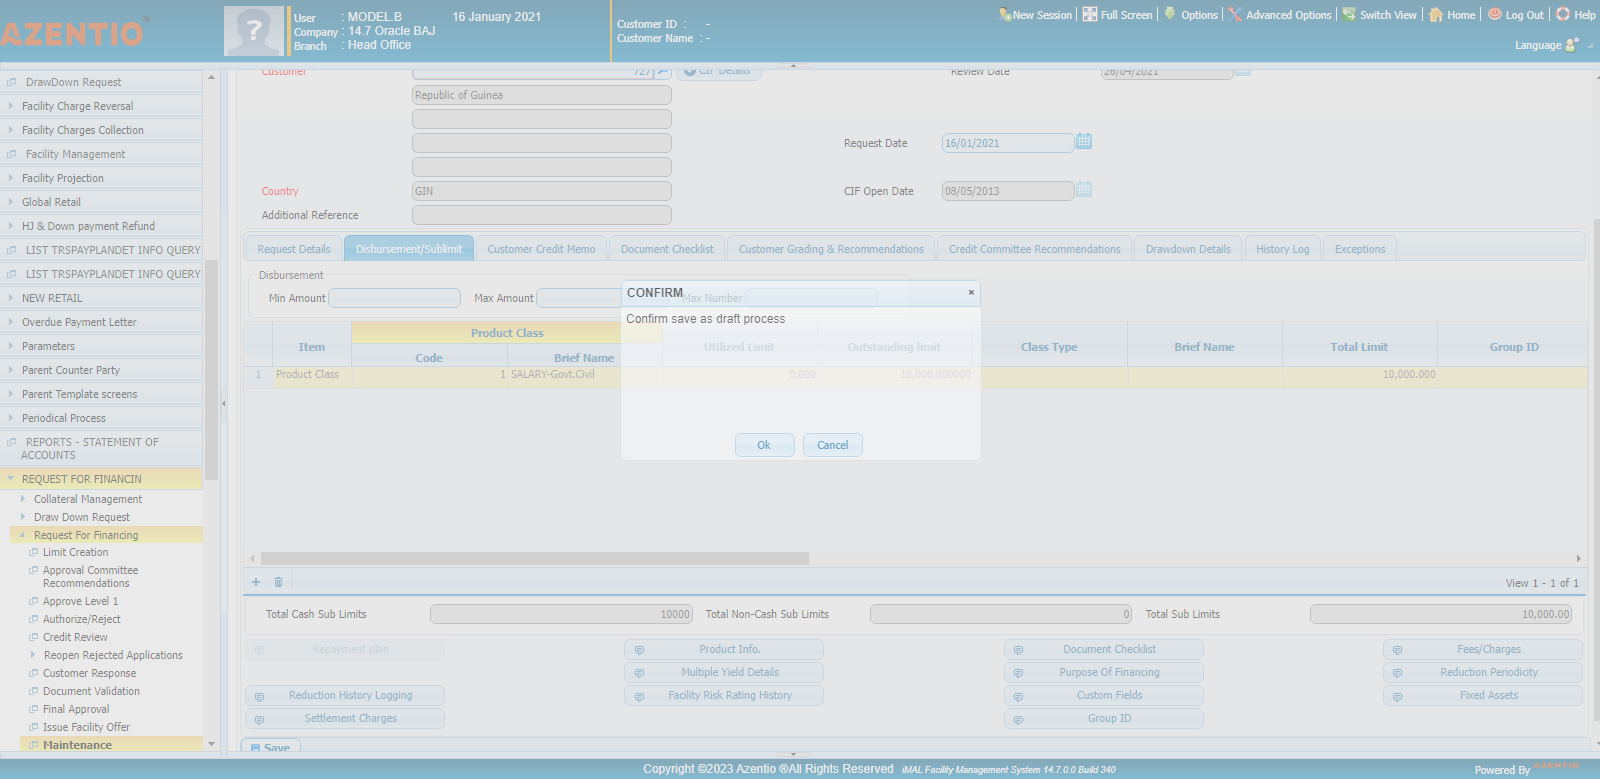 AZENTIO™
User : MODEL.B 16 January 2021
Company : 14.7 Oracle BAJ
Branch : Head Office
Customer ID : -
Customer Name : -
New Session Full Screen Options Advanced Options Switch View Home Log Out Help
Language
DrawDown Request
Facility Charge Reversal
Facility Charges Collection
Facility Management
Facility Projection
Global Retail
HJ & Down payment Refund
LIST TRSPAYPLANDET INFO QUERY
LIST TRSPAYPLANDET INFO QUERY
NEW RETAIL
Overdue Payment Letter
Parameters
Parent Counter Party
Parent Template screens
Periodical Process
REPORTS - STATEMENT OF
ACCOUNTS
REQUEST FOR FINANCIN
Collateral Management
Draw Down Request
Request For Financing
Limit Creation
Approval Committee
Recommendations
Approve Level 1
Authorize/Reject
Credit Review
Reopen Rejected Applications
Customer Response
Document Validation
Final Approval
Issue Facility Offer
Maintenance
Customer 727 CIF Details Review Date 26/04/2021
Republic of Guinea
Request Date 16/01/2021
Country GIN CIF Open Date 08/05/2013
Additional Reference
Request Details Disbursement/Sublimit Customer Credit Memo Document Checklist Customer Grading & Recommendations Credit Committee Recommendations Drawdown Details History Log Exceptions
Disbursement
Min Amount Max Amount Max Number
CONFIRM ×
Confirm save as draft process
Ok Cancel
Item Product Class Utilized Limit Outstanding limit Class Type Brief Name Total Limit Group ID
Code Brief Name
1 Product Class 1 SALARY-Govt.Civil 0.000 10,000.000000 10,000.000
View 1 - 1 of 1
Total Cash Sub Limits 10000 Total Non-Cash Sub Limits 0 Total Sub Limits 10,000.00
Repayment plan Product Info. Document Checklist Fees/Charges
Multiple Yield Details Purpose Of Financing Reduction Periodicity
Reduction History Logging Facility Risk Rating History Custom Fields Fixed Assets
Settlement Charges Group ID
Save
Copyright ©2023 Azentio ®All Rights Reserved iMAL Facility Management System 14.7.0.0 Build 340
Powered By AZENTIO